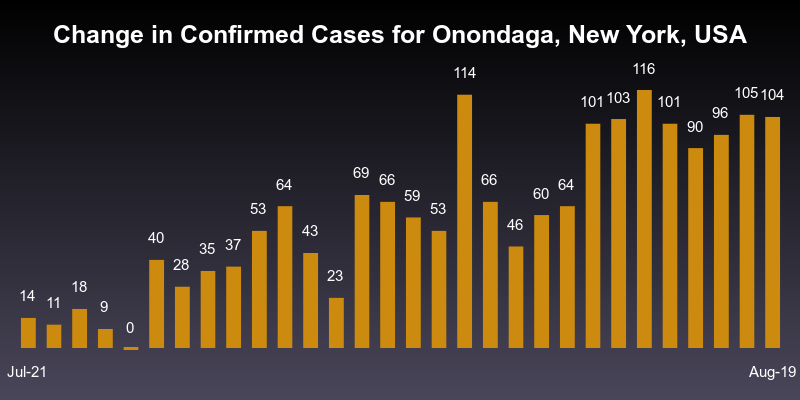 Change in Confirmed Cases for Onondaga, New York, USA
14 11 18 9 0 40 28 35 37 53 64 43 23 69 66 59 53 114 66 46 60 64 101 103 116 101 90 96 105 104
Jul-21 Aug-19